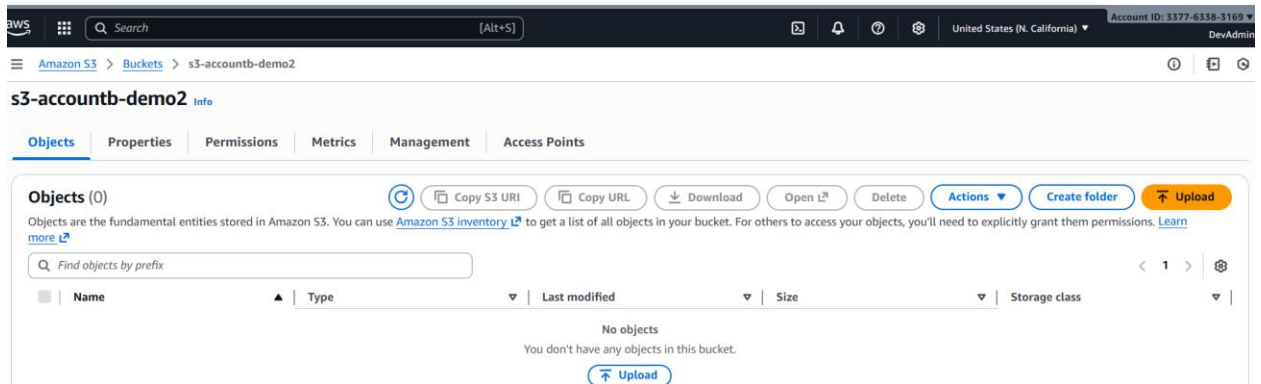 aws Search [Alt+S] United States (N. California) Account ID: 3377-6338-3169
DevAdmin
Amazon S3 > Buckets > s3-accountb-demo2
s3-accountb-demo2 Info
Objects Properties Permissions Metrics Management Access Points
Objects (0) Copy S3 URI Copy URL Download Open Delete Actions Create folder Upload
Objects are the fundamental entities stored in Amazon S3. You can use Amazon S3 inventory to get a list of all objects in your bucket. For others to access your objects, you'll need to explicitly grant them permissions. Learn
more
Find objects by prefix 1
Name Type Last modified Size Storage class
No objects
You don't have any objects in this bucket.
Upload